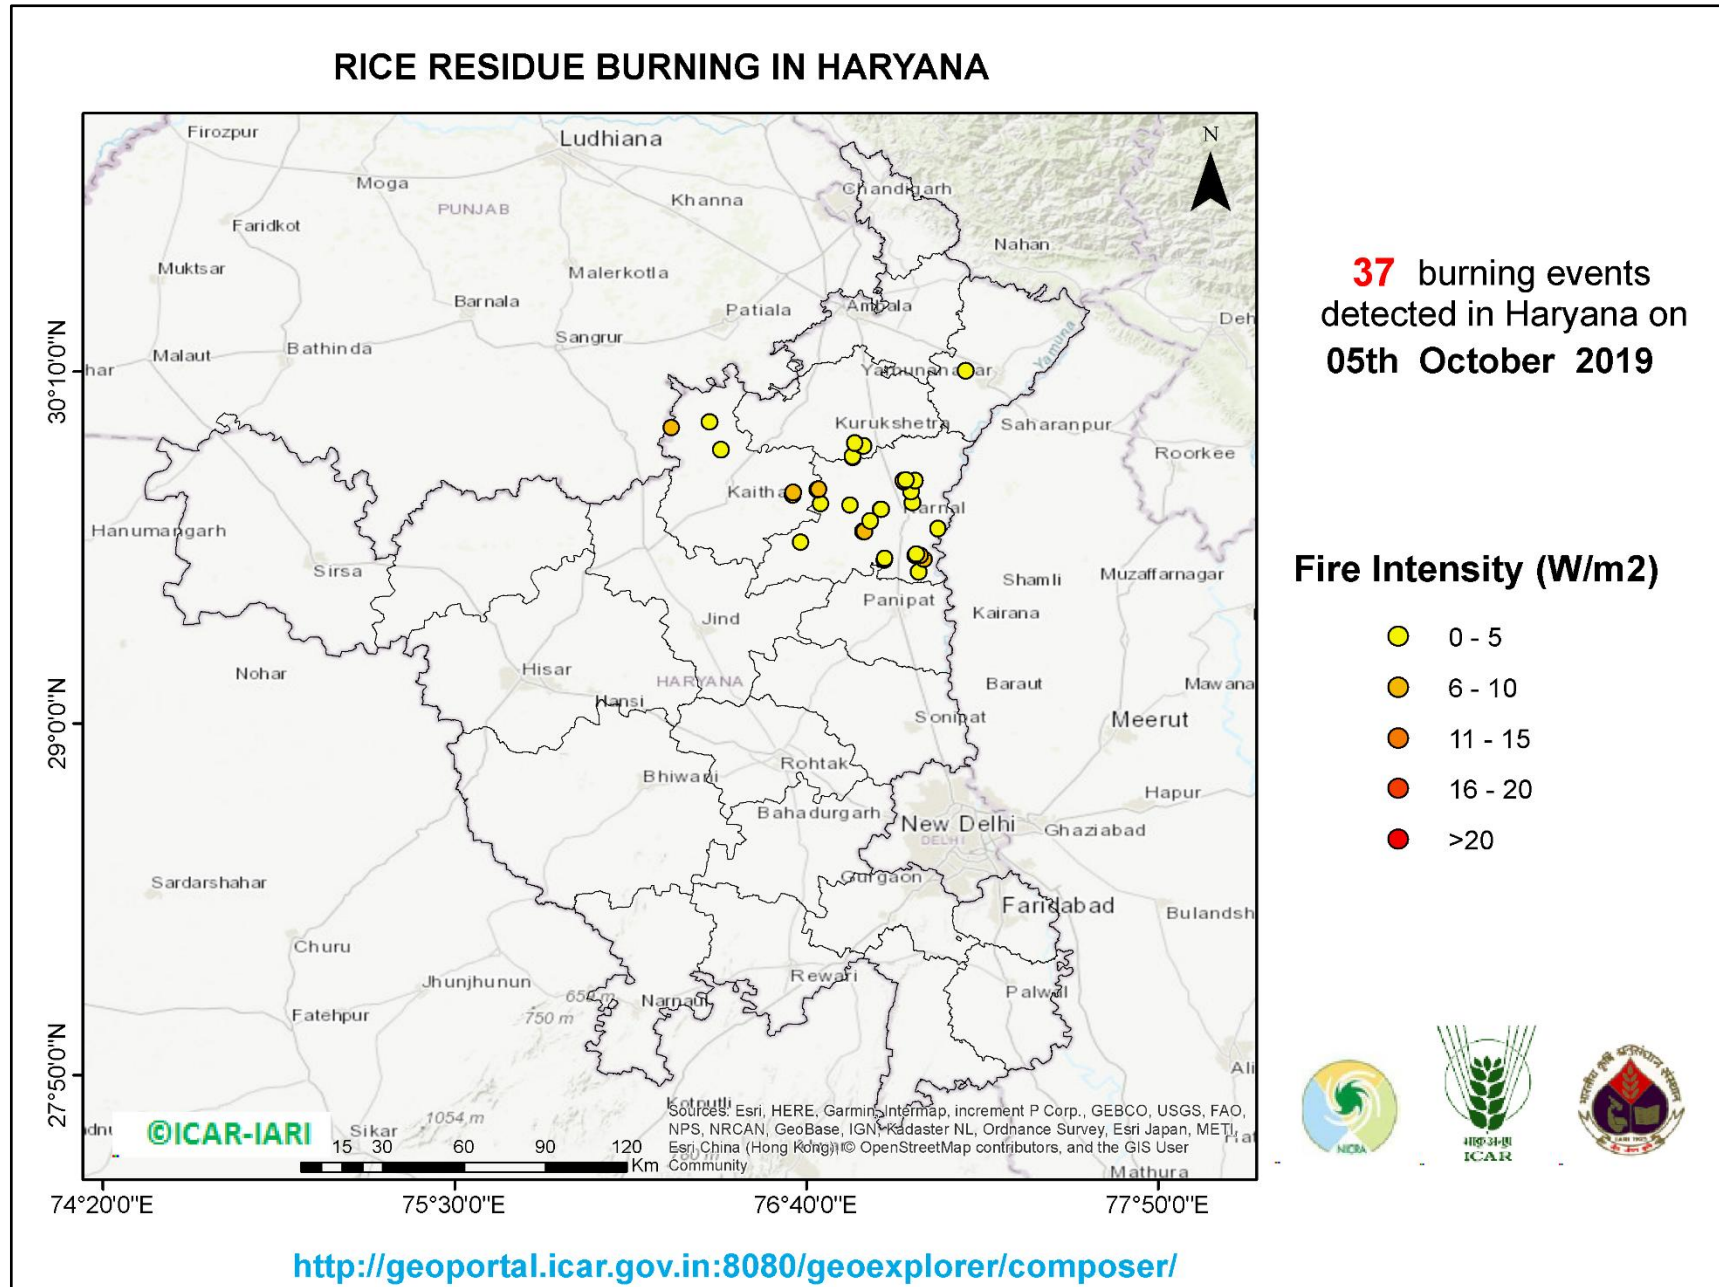 RICE RESIDUE BURNING IN HARYANA
Firozpur
Ludhiana
N
Moga
Chandigarh
Khanna
PUNJAB
Faridkot
Nahan
Muktsar
Malerkotla
Barnala
Patiala
Ambala
Deh
Sangrur
Yamuna
Bathinda
Malaut
har
Yamunanagar
30°10'0"N
Kurukshetra
Saharanpur
Roorkee
Kaitha
Karnal
Hanumangarh
Sirsa
Shamli
Muzaffarnagar
Panipat
Kairana
Jind
Nohar
Hisar
HARYANA
Baraut
Mawana
Hansi
Sonipat
Meerut
29°0'0"N
Rohtak
Bhiwani
Hapur
Bahadurgarh
New Delhi
Ghaziabad
DELHI
Gurgaon
Sardarshahar
Faridabad
Bulandsh
Churu
Jhunjhunun
Rewari
650 m
Narnaul
Palwal
Fatehpur
750 m
Ali
27°50'0"N
Kotputli
1054 m
Sikar
©ICAR-IARI
15 30 60 90 120
Km
Sources: Esri, HERE, Garmin, Intermap, increment P Corp., GEBCO, USGS, FAO,
NPS, NRCAN, GeoBase, IGN, Kadaster NL, Ordnance Survey, Esri Japan, METI,
Esri China (Hong Kong), © OpenStreetMap contributors, and the GIS User
Community
Mathura
74°20'0"E 75°30'0"E 76°40'0"E 77°50'0"E
37 burning events
detected in Haryana on
05th October 2019
Fire Intensity (W/m2)
0 - 5
6 - 10
11 - 15
16 - 20
>20
NICRA
भाकृअनुप
ICAR
http://geoportal.icar.gov.in:8080/geoexplorer/composer/